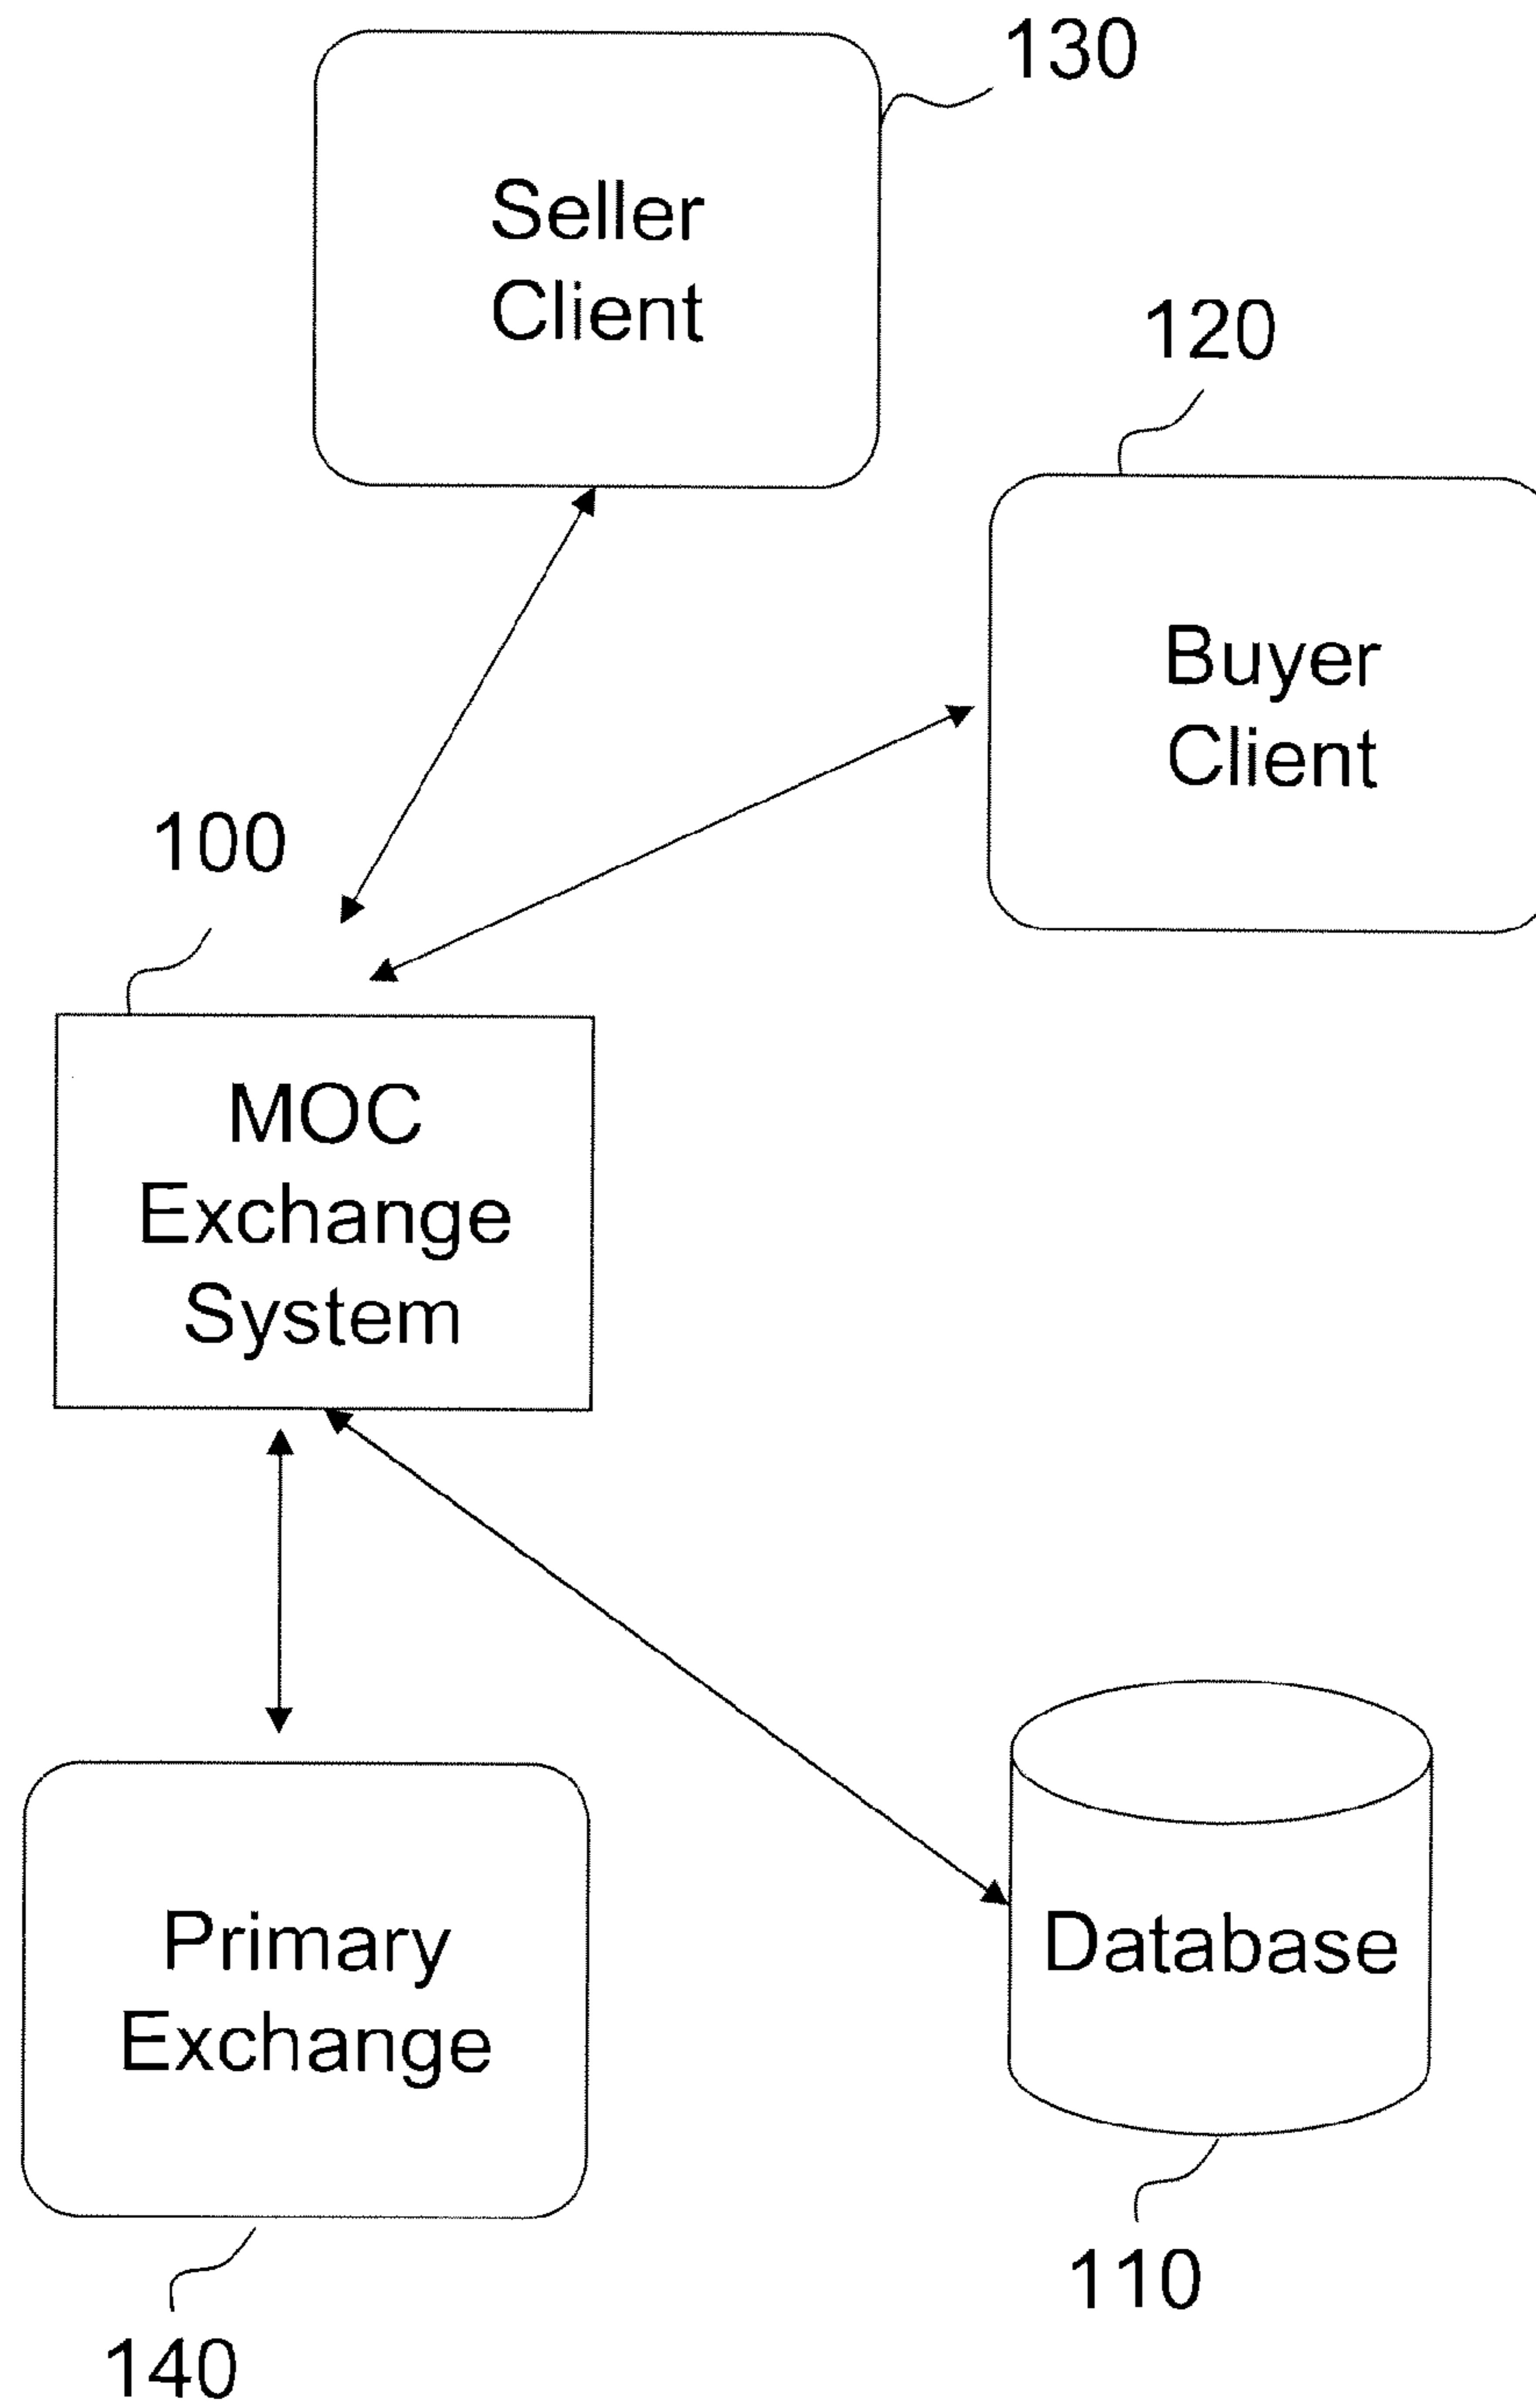 130
Seller
Client
120
Buyer
Client
100
MOC
Exchange
System
Primary
Exchange
Database
110
140